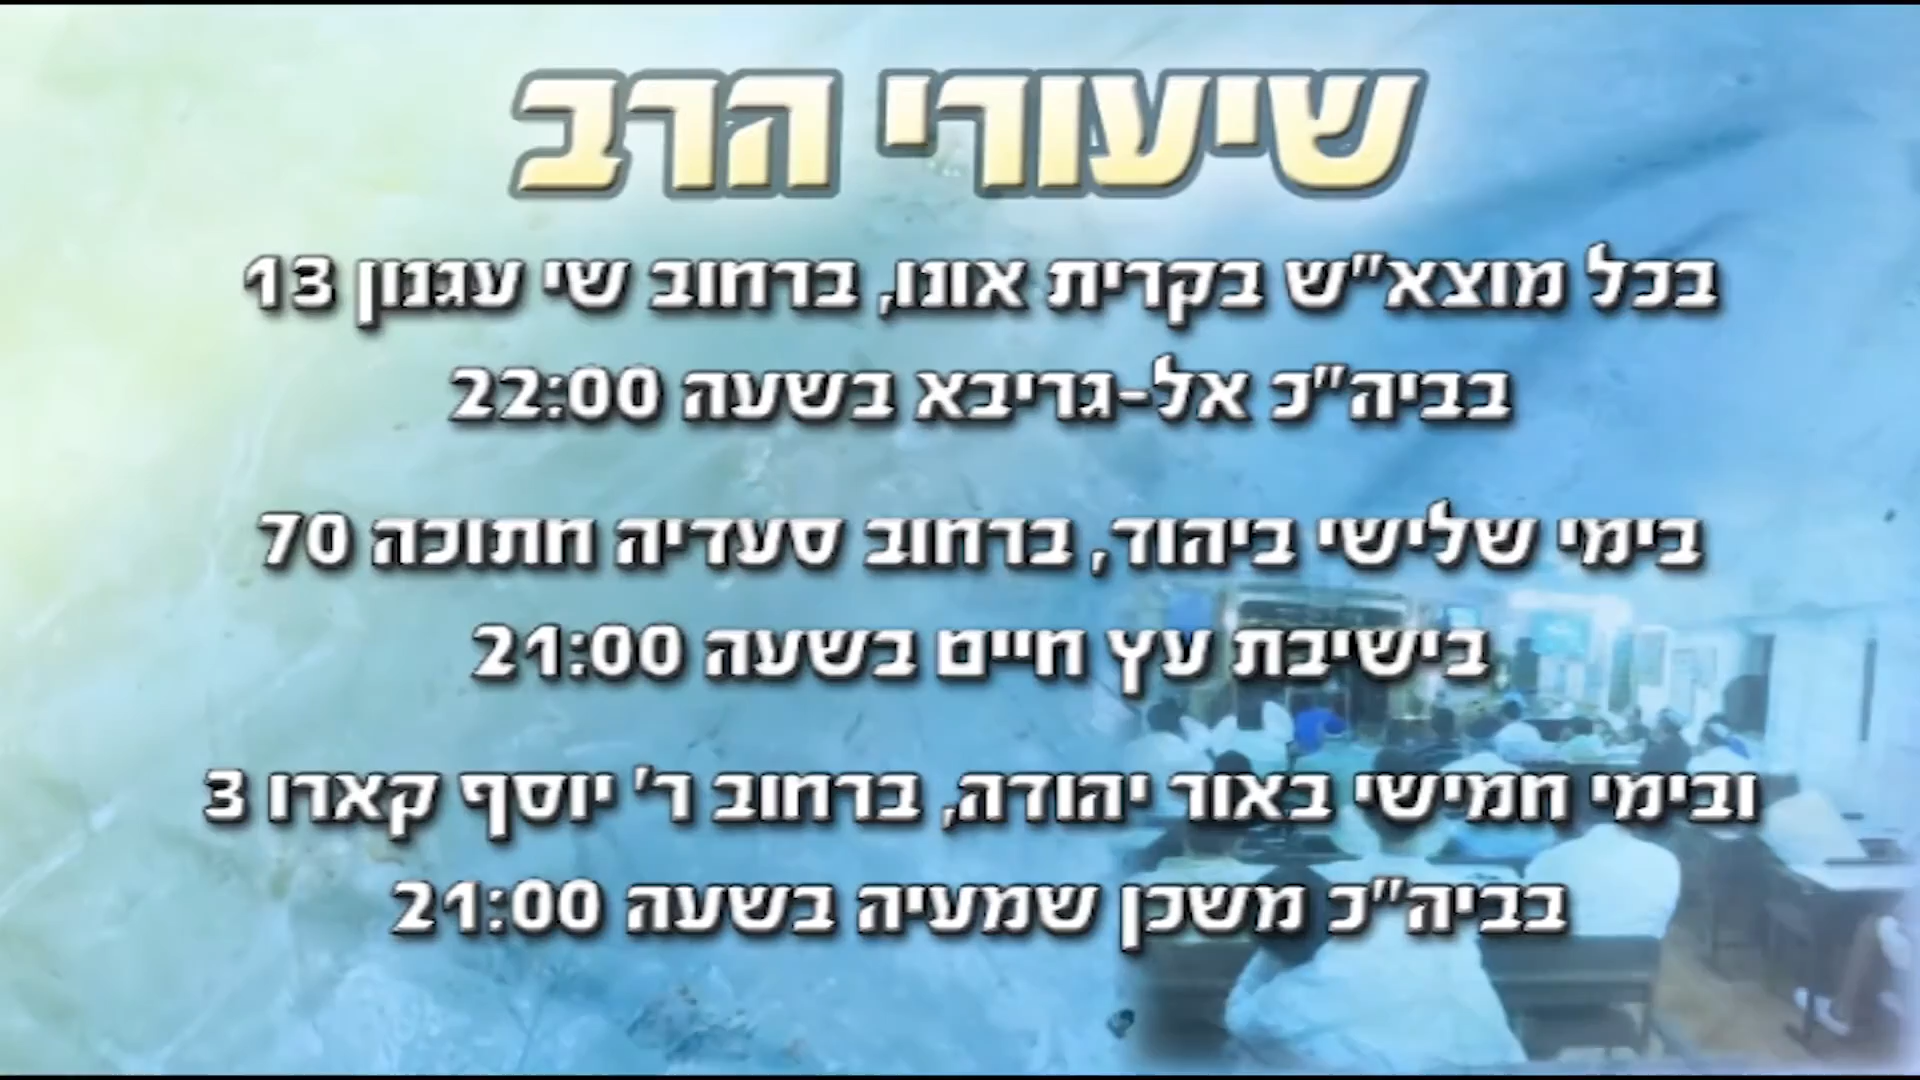 שיעורי הרב
בכל מוצא"ש בקרית אונו, ברחוב שי עגנון 13
בביה"כ אל-גריבא בשעה 22:00
בימי שלישי ביהוד, ברחוב סעדיה חתוכה 70
בישיבת עץ חיים בשעה 21:00
ובימי חמישי באור יהודה, ברחוב ר' יוסף קארו 3
בביה"כ משכן שמעיה בשעה 21:00